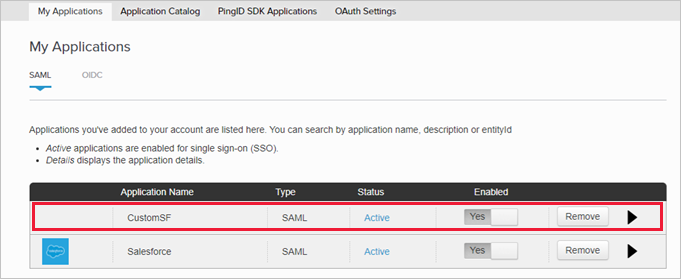 My Applications Application Catalog PingID SDK Applications OAuth Settings
My Applications
SAML OIDC
Applications you've added to your account are listed here. You can search by application name, description or entityId
• Active applications are enabled for single sign-on (SSO).
• Details displays the application details.
Application Name Type Status Enabled
CustomSF SAML Active Yes Remove
Salesforce SAML Active Yes Remove